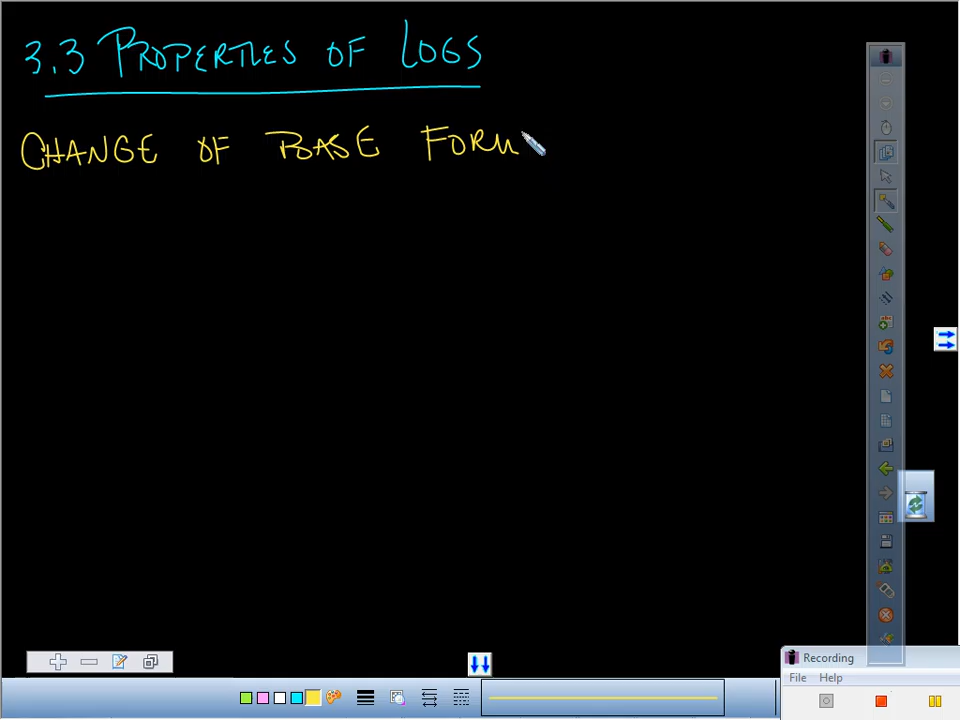 3.3 PROPERTIES OF LOGS
CHANGE OF BASE FORM
Recording
File Help